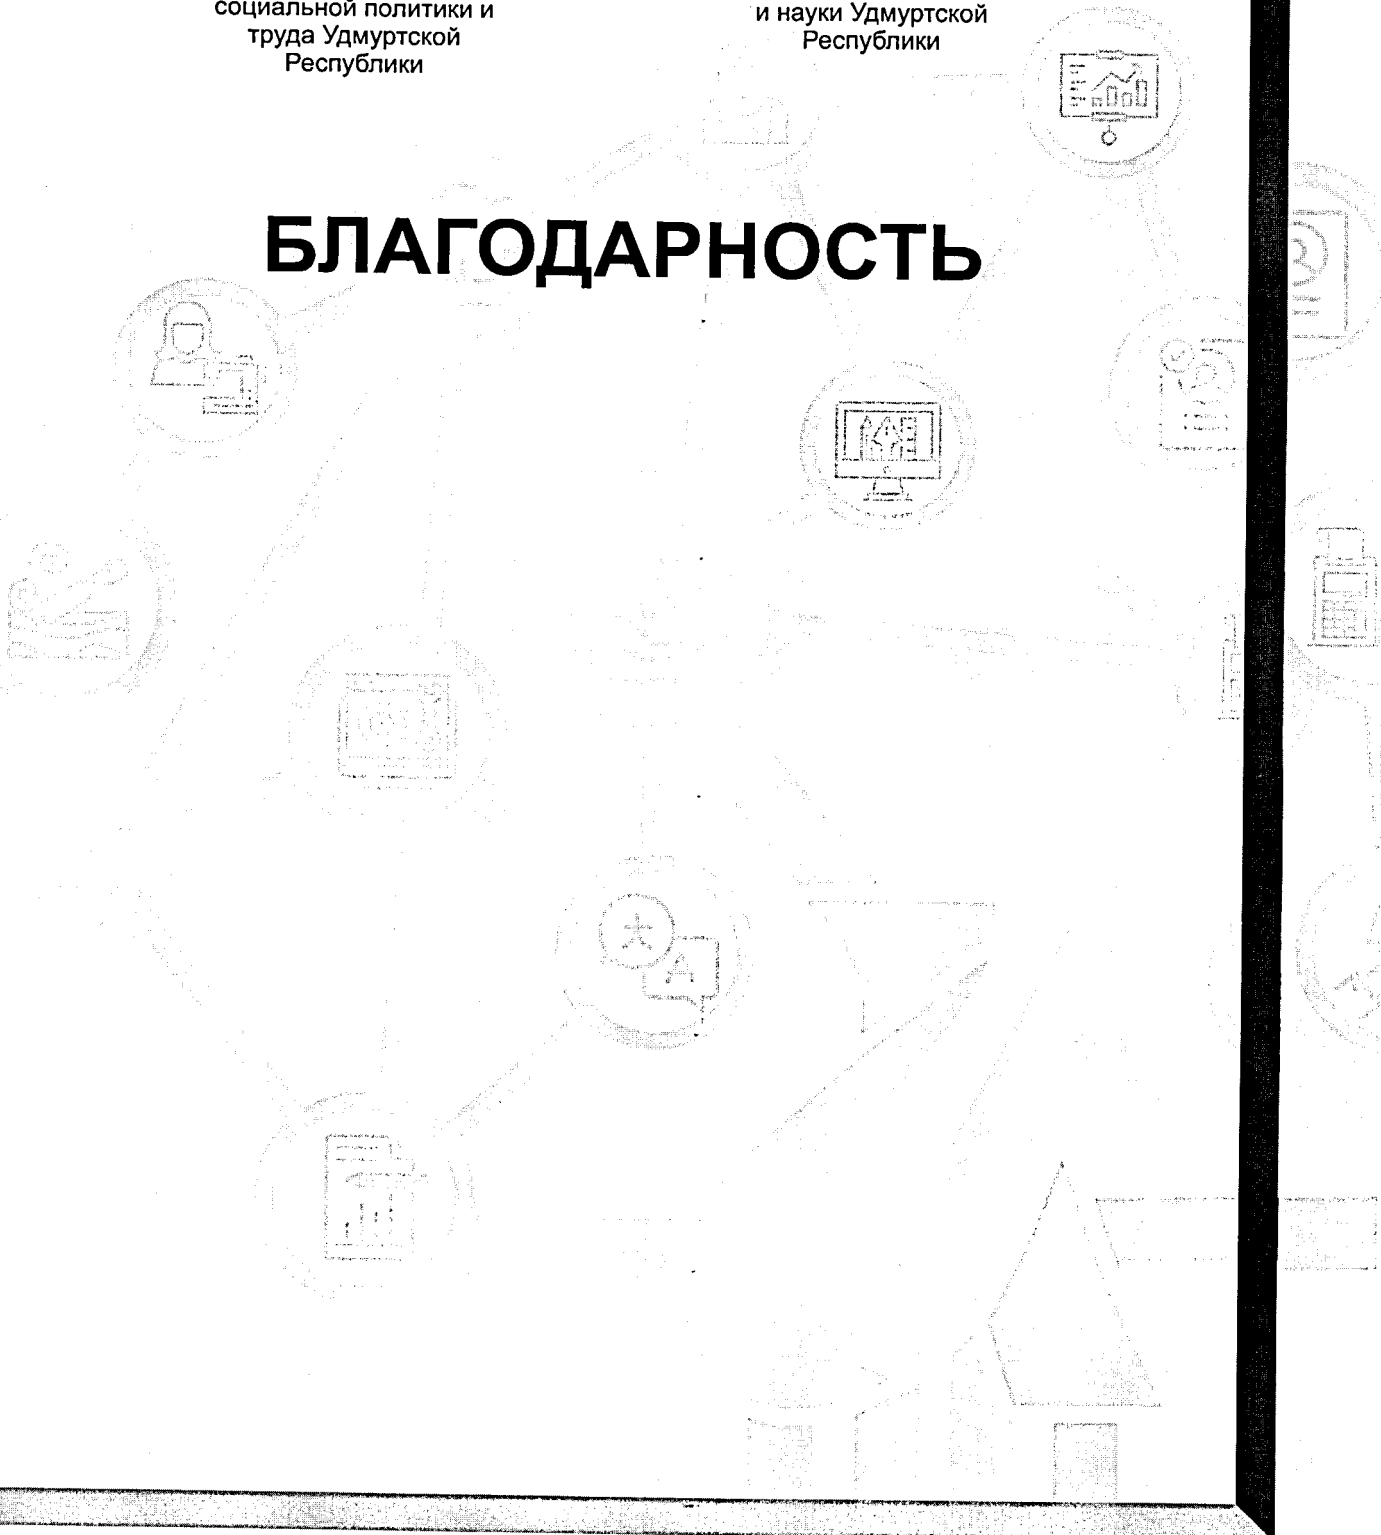 социальной политики и
труда Удмуртской
Республики
и науки Удмуртской
Республики
БЛАГОДАРНОСТЬ
A